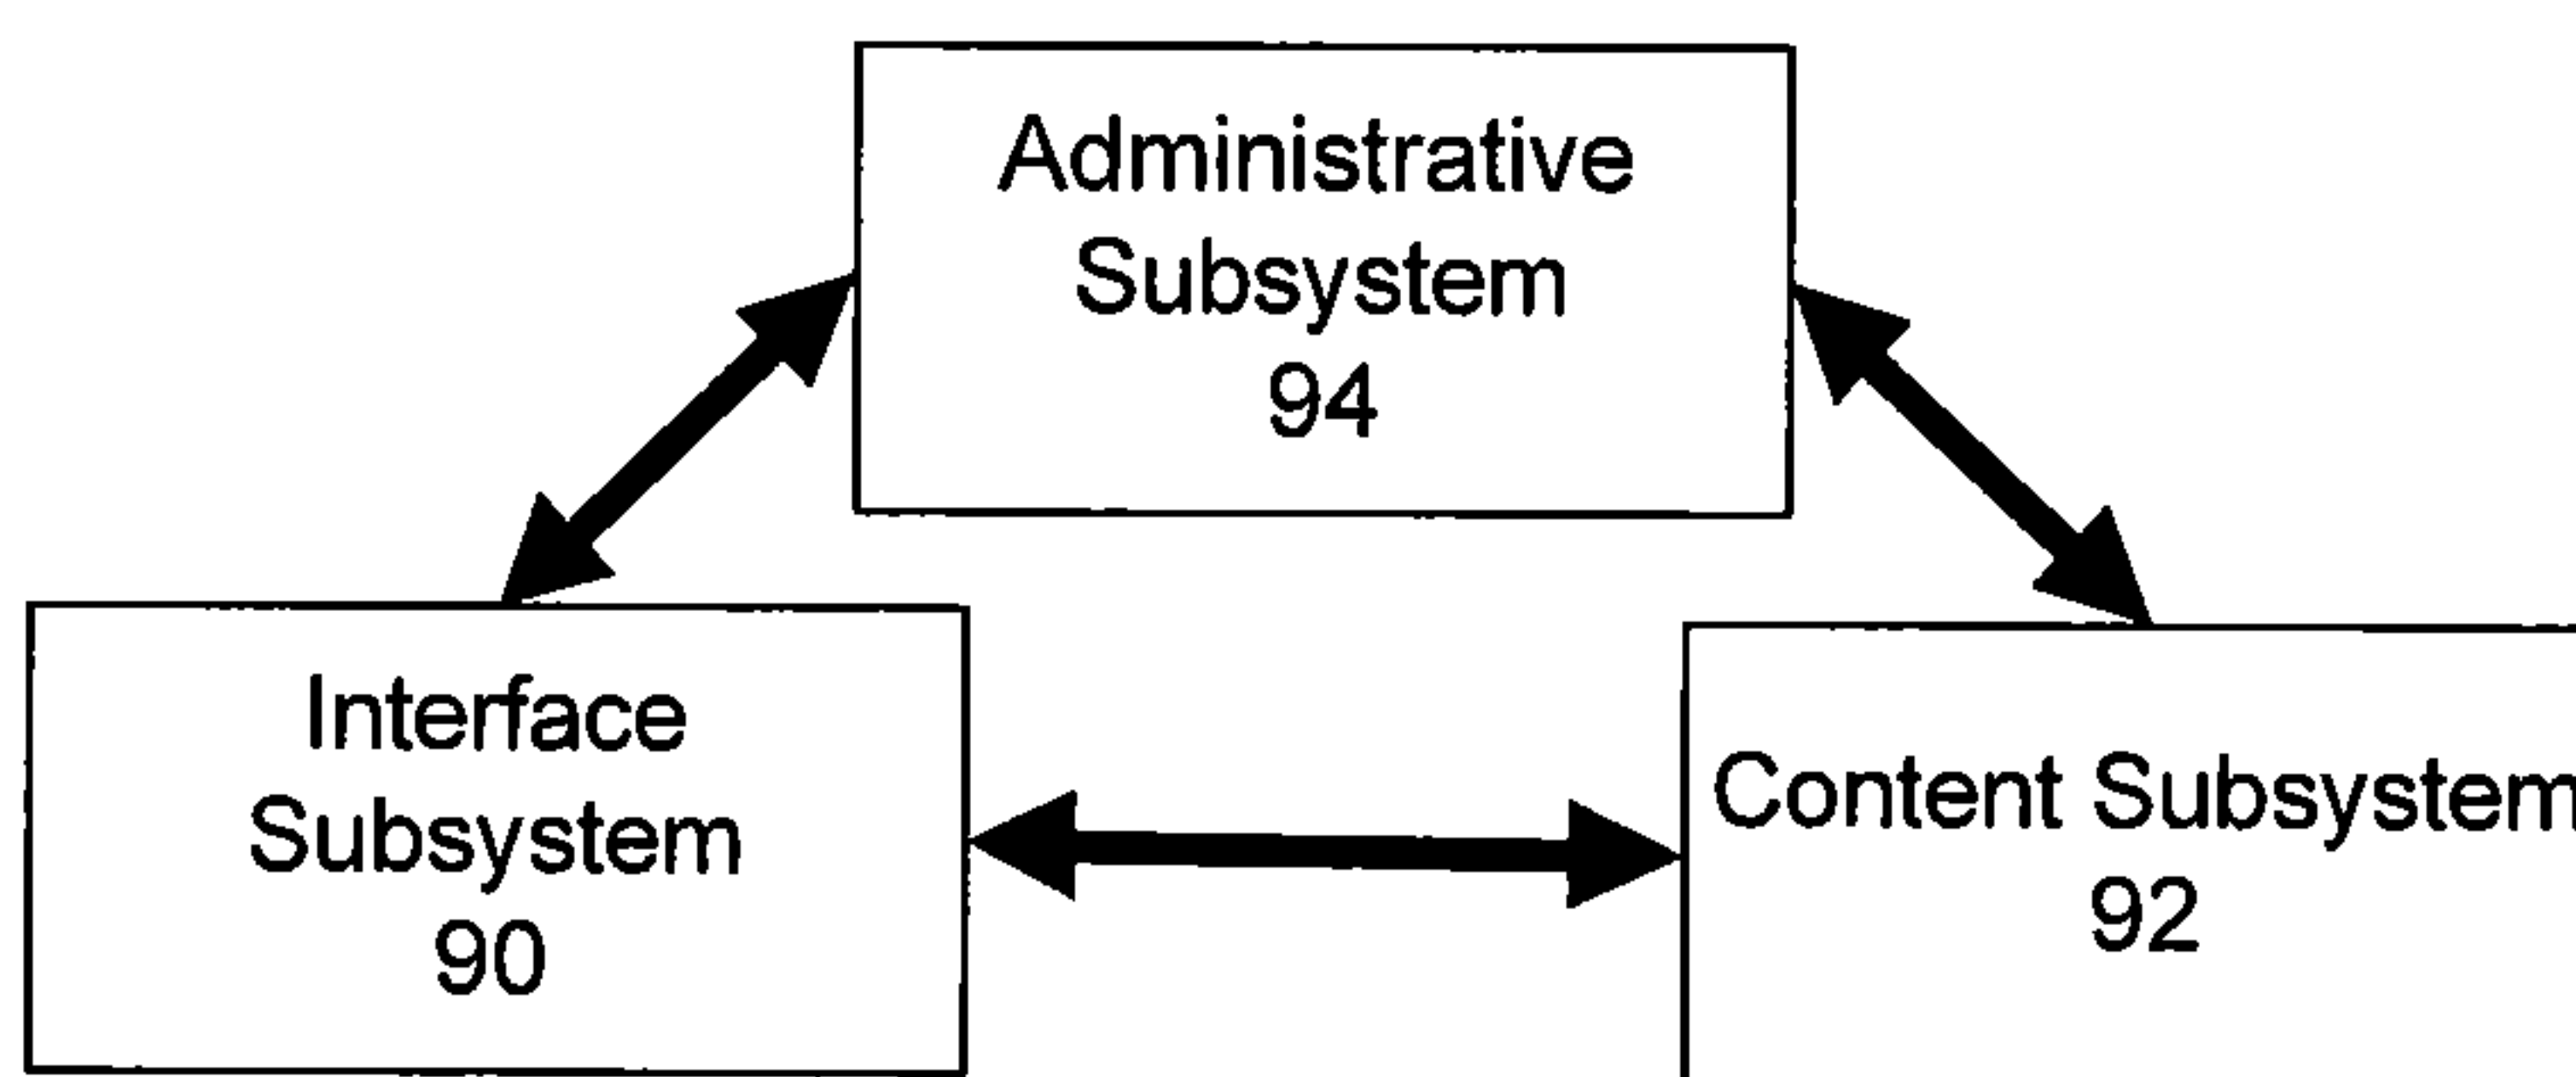 Administrative
Subsystem
94
Interface
Subsystem
90
Content Subsystem
92